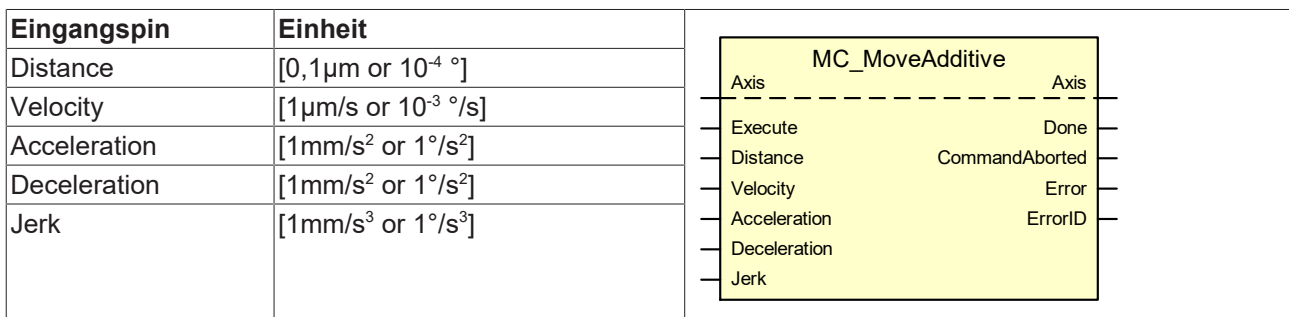 Eingangspin Einheit
Distance [0,1µm or 10⁻⁴ °]
Velocity [1µm/s or 10⁻³ °/s]
Acceleration [1mm/s² or 1°/s²]
Deceleration [1mm/s² or 1°/s²]
Jerk [1mm/s³ or 1°/s³]
MC_MoveAdditive
Axis Axis
Execute Done
Distance CommandAborted
Velocity Error
Acceleration ErrorID
Deceleration
Jerk